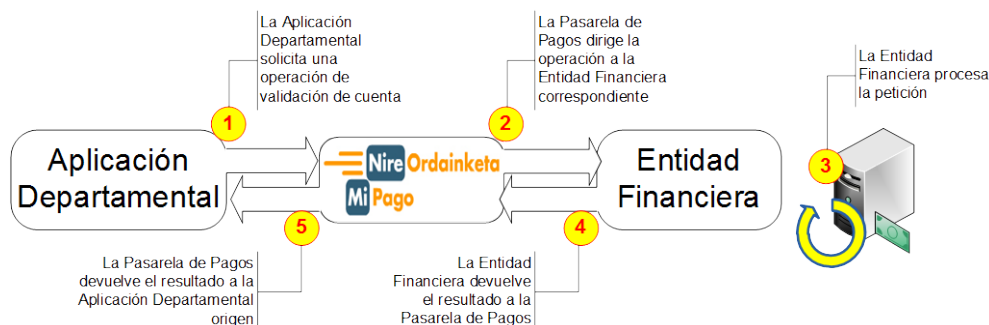 La Aplicación
Departamental
solicita una
operación de
validación de cuenta
La Pasarela de
Pagos dirige la
operación a la
Entidad Financiera
correspondiente
La Entidad
Financiera procesa
la petición
1
2
3
Aplicación
Departamental
Nire Ordainketa
Mi Pago
Entidad
Financiera
5
4
La Pasarela de Pagos
devuelve el resultado a la
Aplicación Departamental
origen
La Entidad
Financiera devuelve
el resultado a la
Pasarela de Pagos